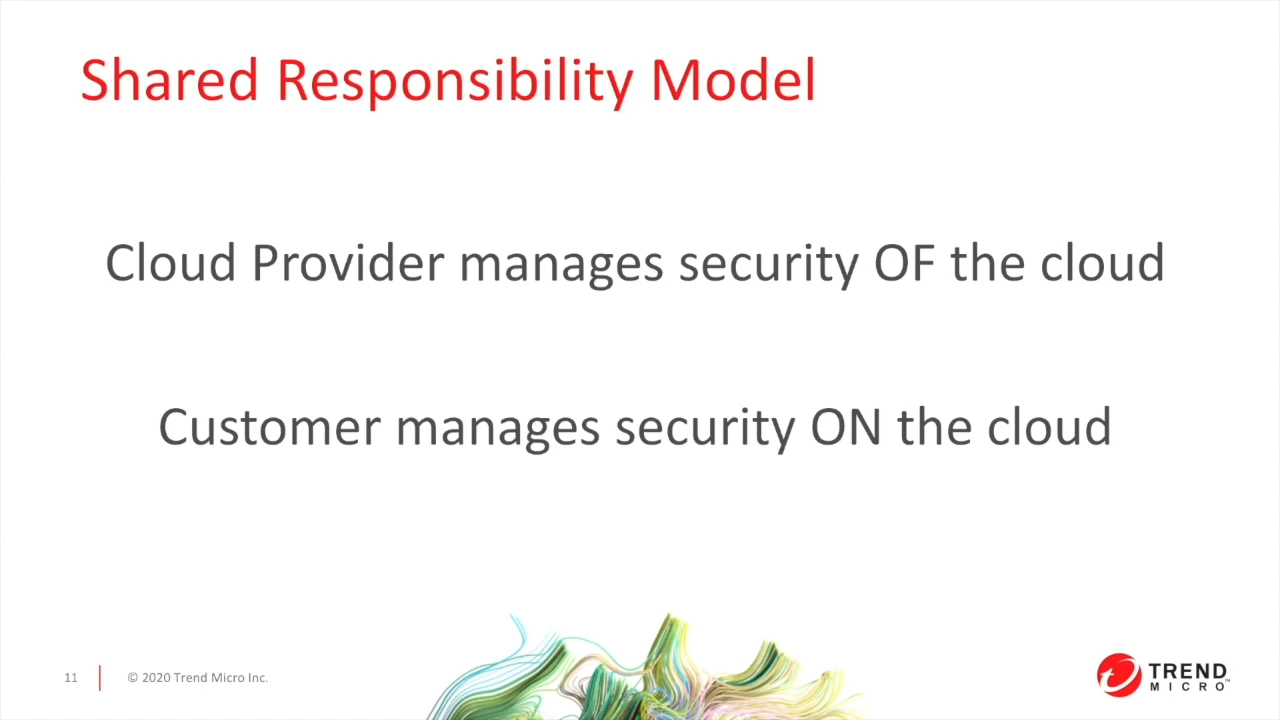 Shared Responsibility Model
Cloud Provider manages security OF the cloud
Customer manages security ON the cloud
11
© 2020 Trend Micro Inc.
TREND
MICRO™